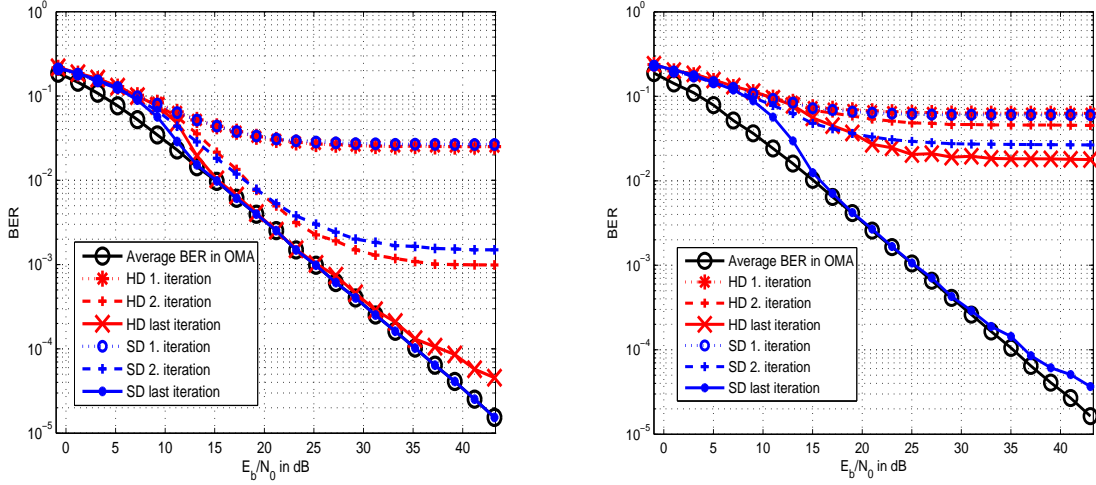 10^0
10^-1
10^-2
10^-3
10^-4
10^-5
BER
0 5 10 15 20 25 30 35 40
E_b/N_0 in dB
Average BER in OMA
HD 1. iteration
HD 2. iteration
HD last iteration
SD 1. iteration
SD 2. iteration
SD last iteration
10^0
10^-1
10^-2
10^-3
10^-4
10^-5
BER
0 5 10 15 20 25 30 35 40
E_b/N_0 in dB
Average BER in OMA
HD 1. iteration
HD 2. iteration
HD last iteration
SD 1. iteration
SD 2. iteration
SD last iteration